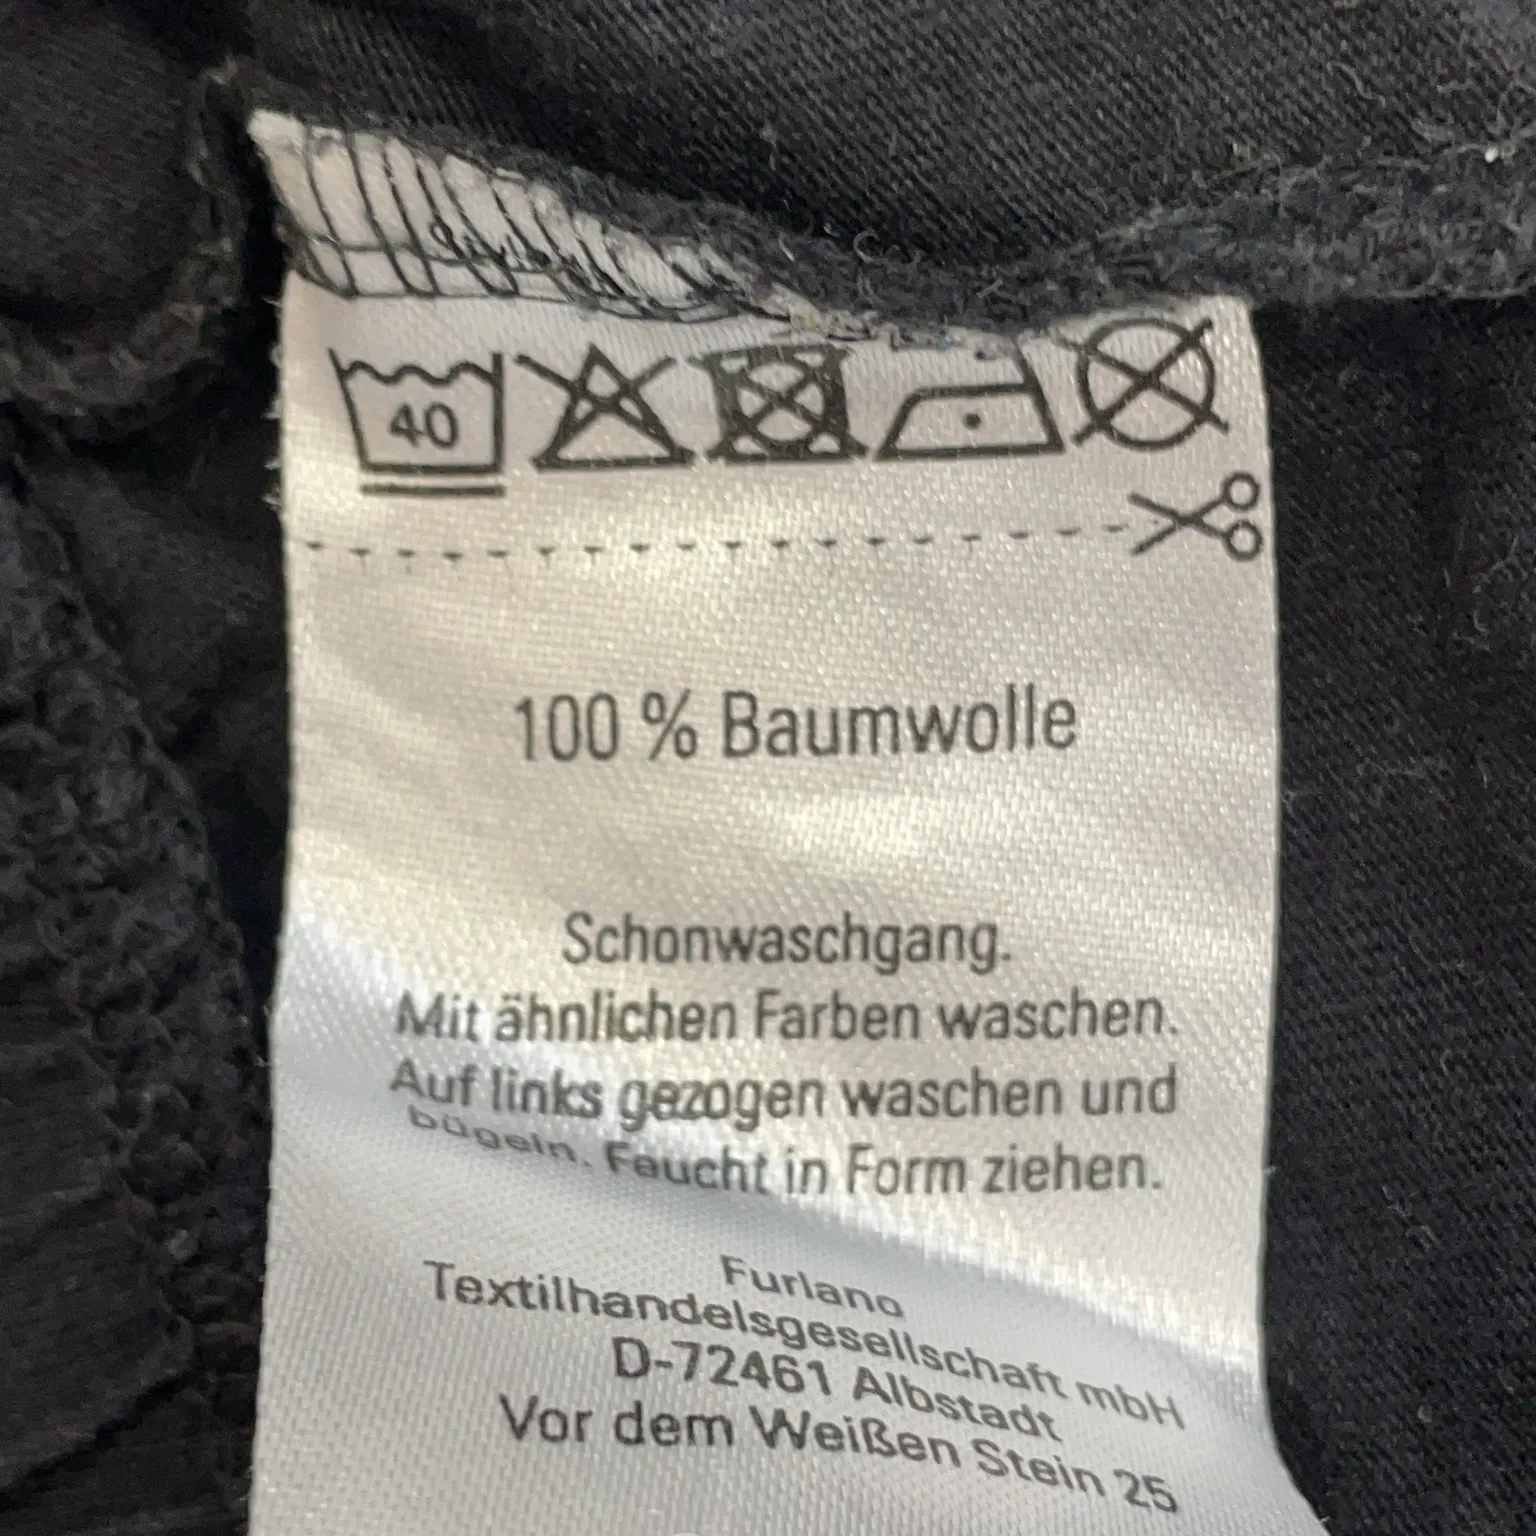 40
100 % Baumwolle
Schonwaschgang.
Mit ähnlichen Farben waschen.
Auf links gezogen waschen und
bügeln. Feucht in Form ziehen.
Furlano
Textilhandelsgesellschaft mbH
D-72461 Albstadt
Vor dem Weißen Stein 25